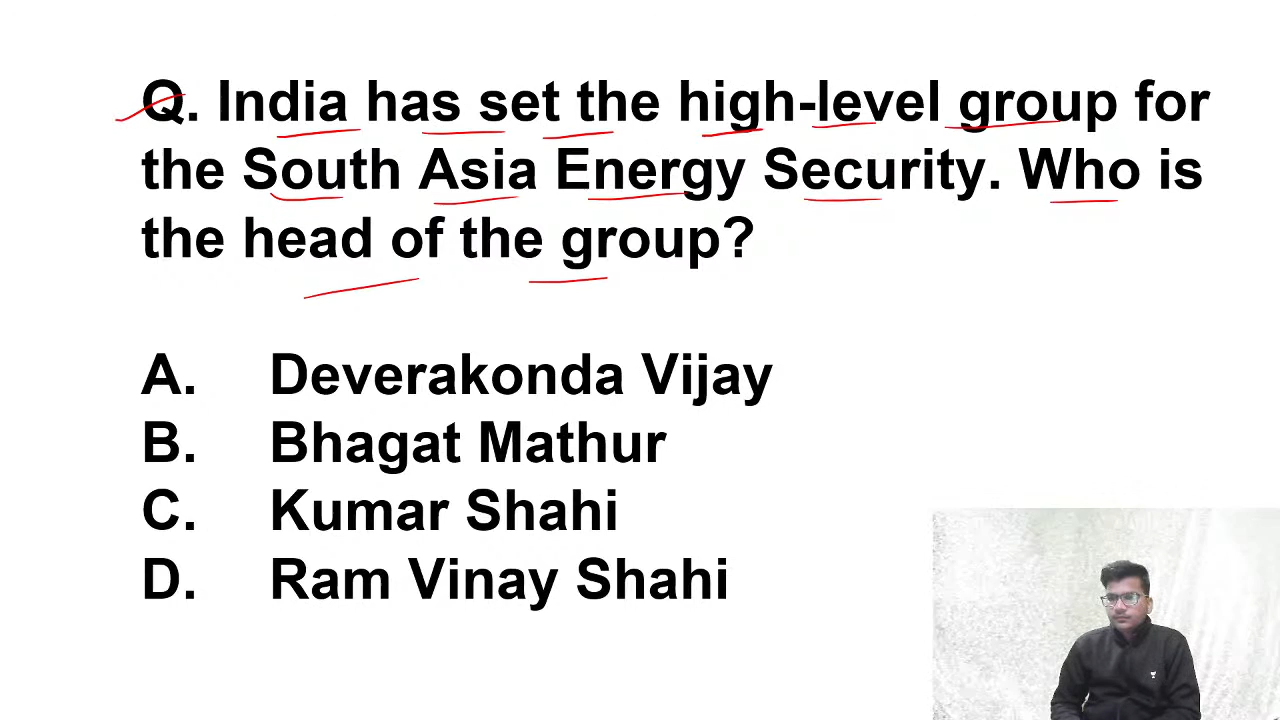 Q. India has set the high-level group for
the South Asia Energy Security. Who is
the head of the group?
A. Deverakonda Vijay
B. Bhagat Mathur
C. Kumar Shahi
D. Ram Vinay Shahi